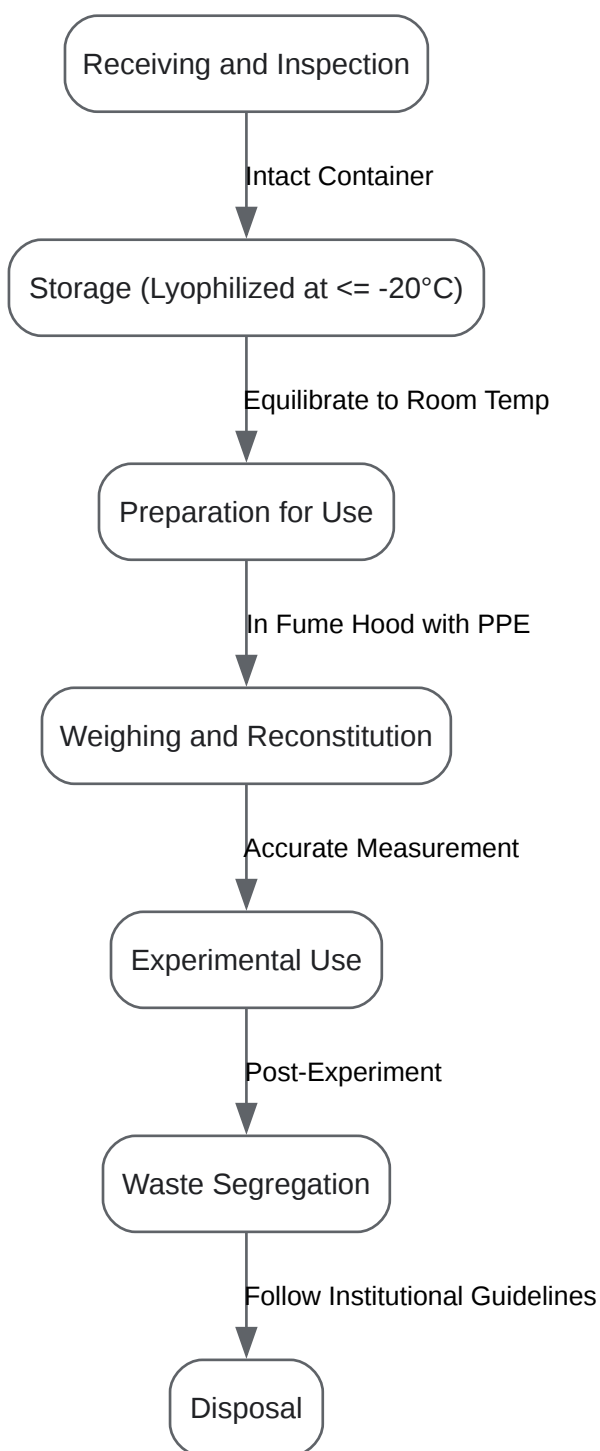 Receiving and Inspection
Intact Container
Storage (Lyophilized at <= -20°C)
Equilibrate to Room Temp
Preparation for Use
In Fume Hood with PPE
Weighing and Reconstitution
Accurate Measurement
Experimental Use
Post-Experiment
Waste Segregation
Follow Institutional Guidelines
Disposal